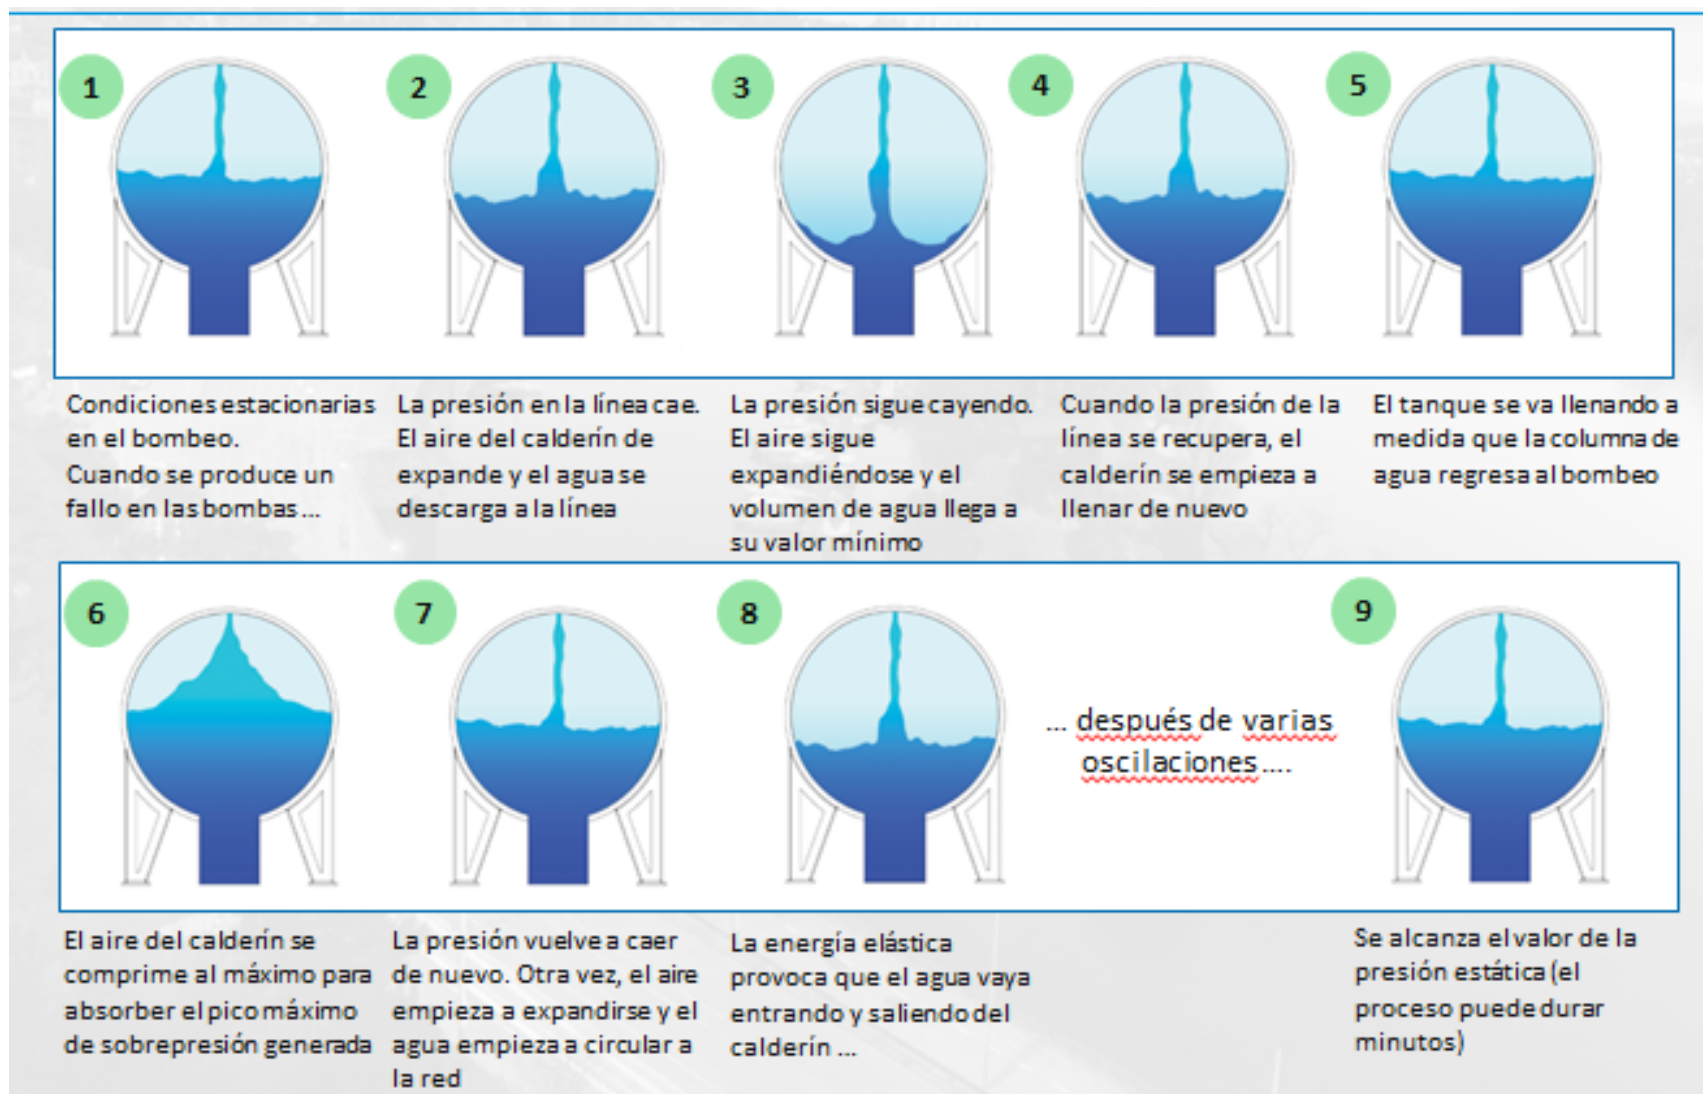 1
2
3
4
5
Condiciones estacionarias
en el bombeo.
Cuando se produce un
fallo en las bombas ...
La presión en la línea cae.
El aire del calderín de
expande y el agua se
descarga a la línea
La presión sigue cayendo.
El aire sigue
expandiéndose y el
volumen de agua llega a
su valor mínimo
Cuando la presión de la
línea se recupera, el
calderín se empieza a
llenar de nuevo
El tanque se va llenando a
medida que la columna de
agua regresa al bombeo
6
7
8
... después de varias
oscilaciones ....
9
El aire del calderín se
comprime al máximo para
absorber el pico máximo
de sobrepresión generada
La presión vuelve a caer
de nuevo. Otra vez, el aire
empieza a expandirse y el
agua empieza a circular a
la red
La energía elástica
provoca que el agua vaya
entrando y saliendo del
calderín ...
Se alcanza el valor de la
presión estática (el
proceso puede durar
minutos)